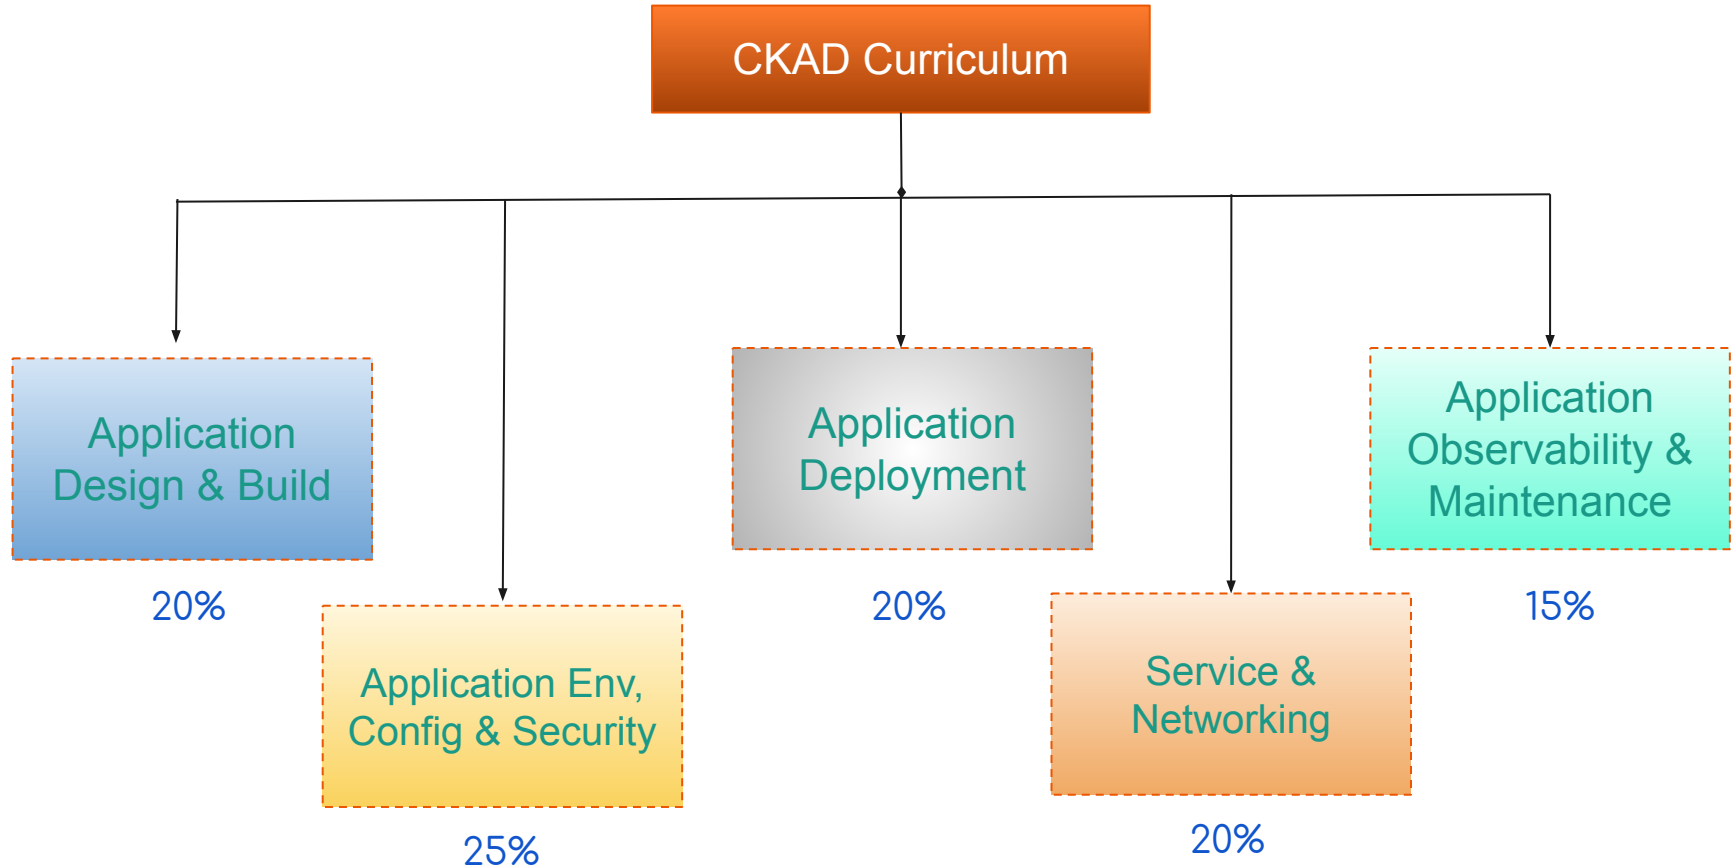 CKAD Curriculum
Application
Design & Build
20%
Application Env,
Config & Security
25%
Application
Deployment
20%
Service &
Networking
20%
Application
Observability &
Maintenance
15%